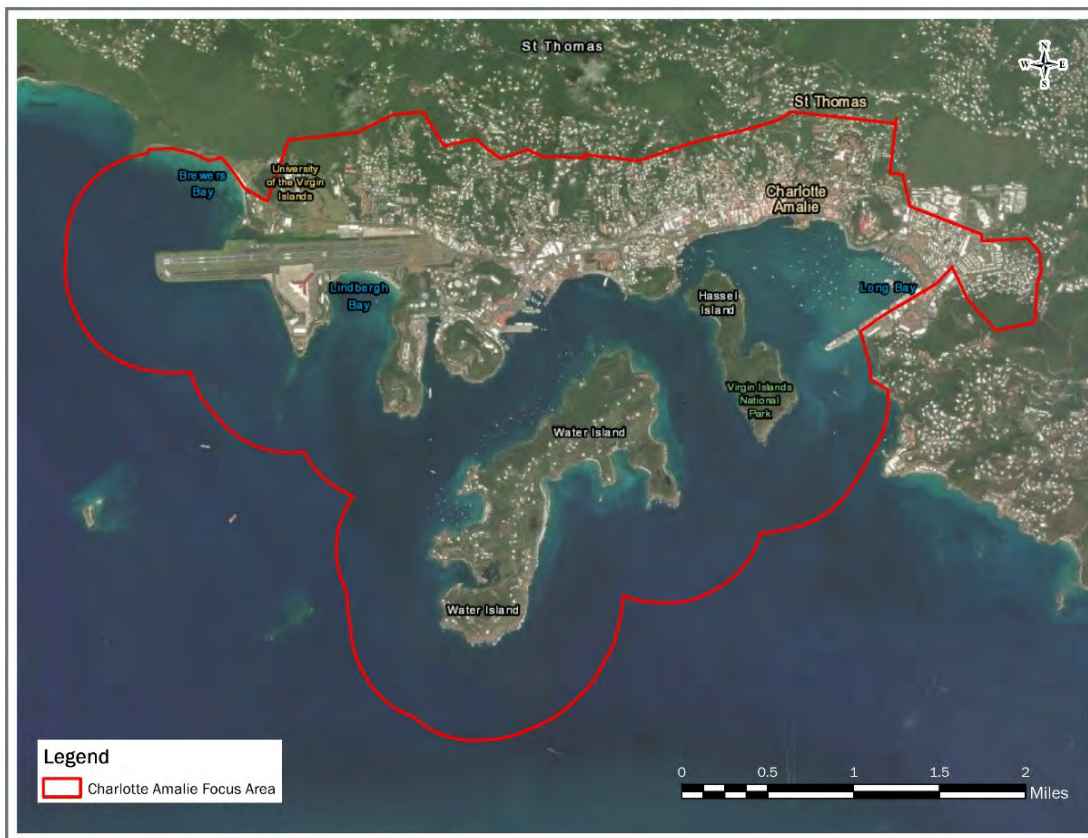 St Thomas
N
W E
S
St Thomas
Brewers
Bay
University
of the Virgin
Islands
Charlotte
Amalie
Lindbergh
Bay
Hassel
Island
Long Bay
Virgin Islands
National
Park
Water Island
Water Island
Legend
Charlotte Amalie Focus Area
0 0.5 1 1.5 2
Miles